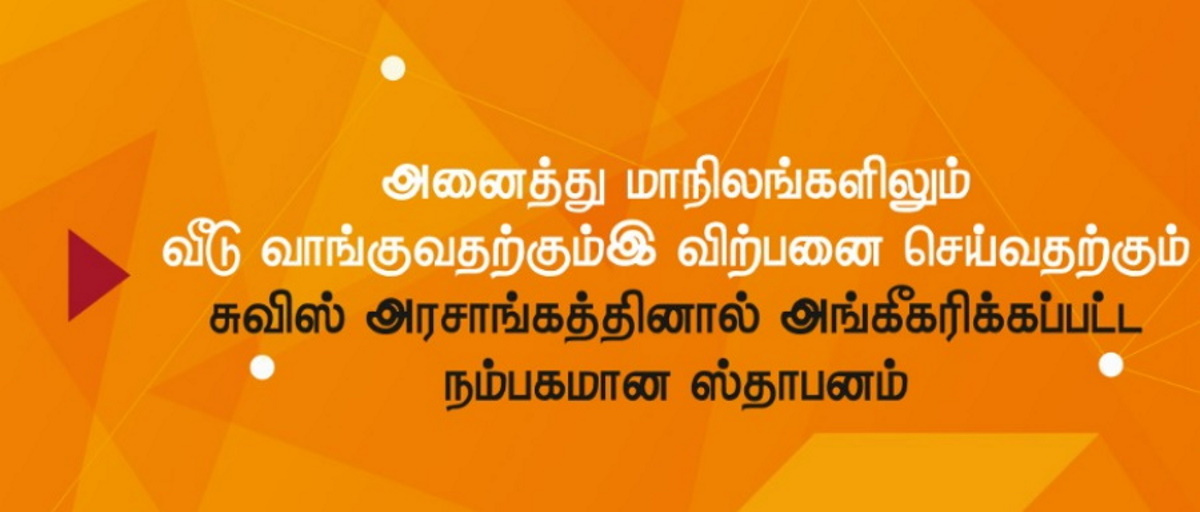 அனைத்து மாநிலங்களிலும்
வீடு வாங்குவதற்கும்இ விற்பனை செய்வதற்கும்
சுவிஸ் அரசாங்கத்தினால் அங்கீகரிக்கப்பட்ட
நம்பகமான ஸ்தாபனம்